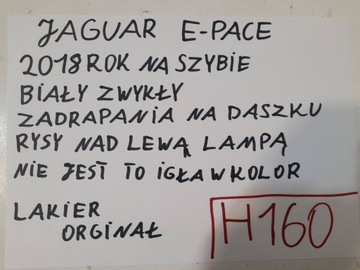 JAGUAR E-PACE
2018 ROK NA SZYBIE
BIAŁY ZWYKŁY
ZADRAPANIA NA DASZKU
RYSY NAD LEWĄ LAMPĄ
NIE JEST TO IGŁA W KOLOR
LAKIER
ORGINAŁ
H160